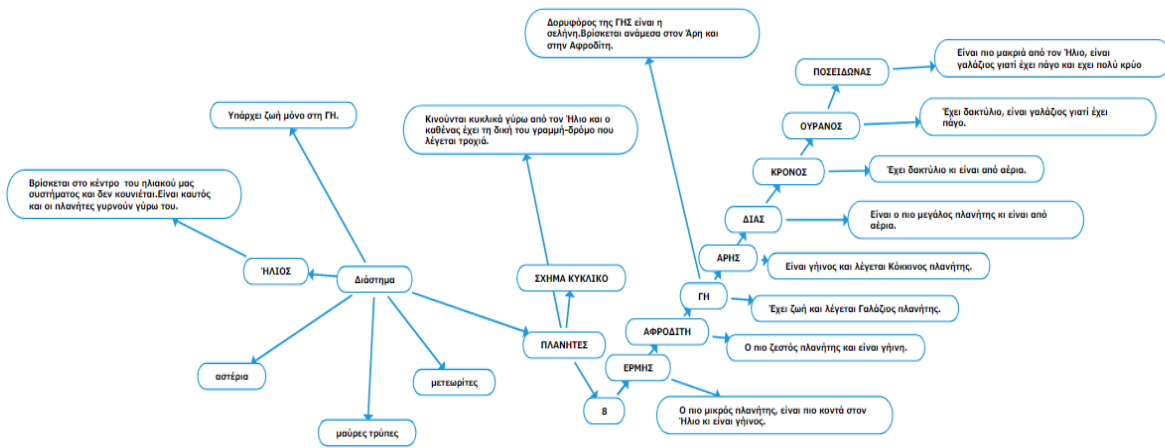 Δορυφόρος της ΓΗΣ είναι η
σελήνη.Βρίσκεται ανάμεσα στον Άρη και
στην Αφροδίτη.
Είναι πιο μακριά από τον Ήλιο, είναι
γαλάζιος γιατί έχει πάγο και εχει πολύ κρύο
ΠΟΣΕΙΔΩΝΑΣ
Υπάρχει ζωή μόνο στη ΓΗ.
Κινούνται κυκλικά γύρω από τον Ήλιο και ο
καθένας έχει τη δική του γραμμή-δρόμο που
λέγεται τροχιά.
Έχει δακτύλιο, είναι γαλάζιος γιατί έχει
πάγο.
ΟΥΡΑΝΟΣ
ΚΡΟΝΟΣ
Έχει δακτύλιο κι είναι από αέρια.
Βρίσκεται στο κέντρο του ηλιακού μας
συστήματος και δεν κουνιέται.Είναι καυτός
και οι πλανήτες γυρνούν γύρω του.
ΔΙΑΣ
Είναι ο πιο μεγάλος πλανήτης κι είναι από
αέρια.
ΑΡΗΣ
Είναι γήινος και λέγεται Κόκκινος πλανήτης.
ΉΛΙΟΣ
Διάστημα
ΣΧΗΜΑ ΚΥΚΛΙΚΟ
ΓΗ
Έχει ζωή και λέγεται Γαλάζιος πλανήτης.
ΑΦΡΟΔΙΤΗ
ΠΛΑΝΗΤΕΣ
Ο πιο ζεστός πλανήτης και είναι γήινη.
ΕΡΜΗΣ
αστέρια
μετεωρίτες
8
Ο πιο μικρός πλανήτης, είναι πιο κοντά στον
Ήλιο κι είναι γήινος.
μαύρες τρύπες